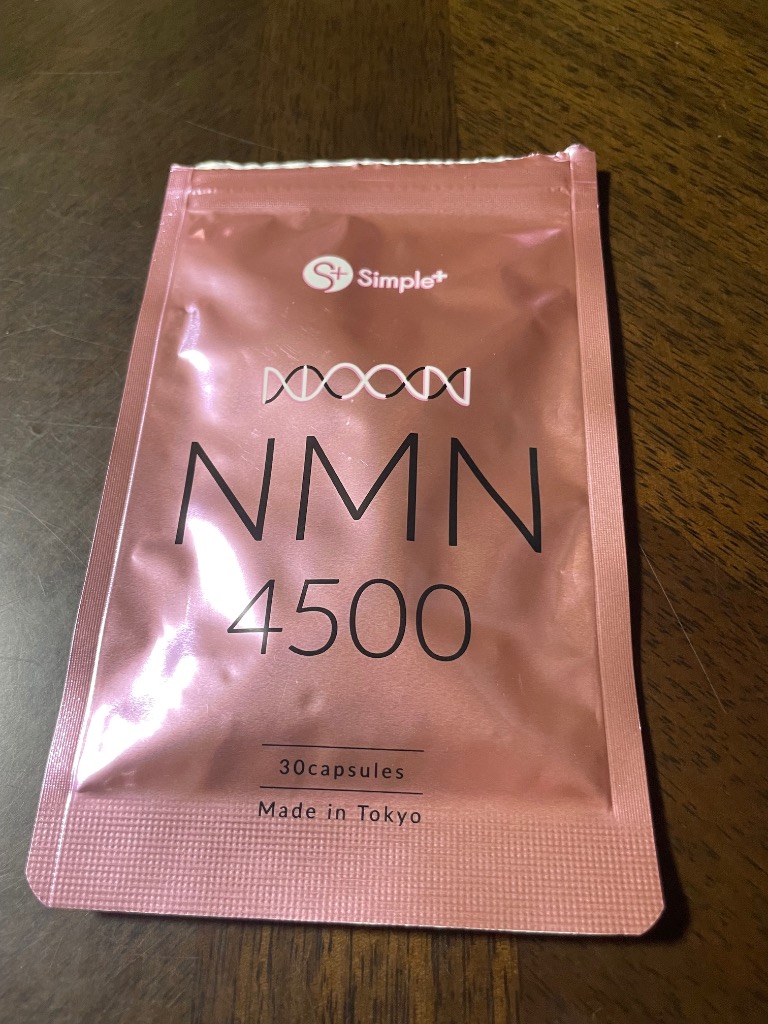 S+ Simple+
NMN
4500
30capsules
Made in Tokyo